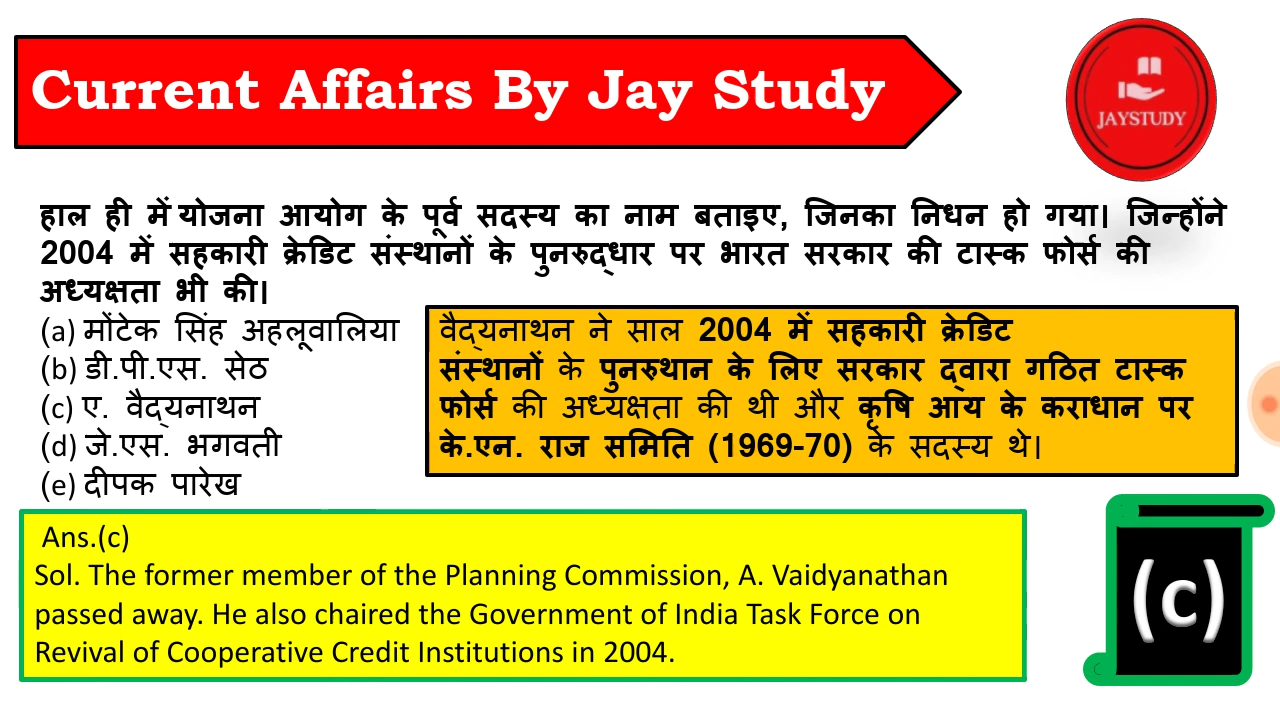 Current Affairs By Jay Study
JAYSTUDY
हाल ही में योजना आयोग के पूर्व सदस्य का नाम बताइए, जिनका निधन हो गया। जिन्होंने
2004 में सहकारी क्रेडिट संस्थानों के पुनरुद्धार पर भारत सरकार की टास्क फोर्स की
अध्यक्षता भी की।
(a) मोंटेक सिंह अहलूवालिया
(b) डी.पी.एस. सेठ
(c) ए. वैद्यनाथन
(d) जे.एस. भगवती
(e) दीपक पारेख
वैद्यनाथन ने साल 2004 में सहकारी क्रेडिट
संस्थानों के पुनरुथान के लिए सरकार द्वारा गठित टास्क
फोर्स की अध्यक्षता की थी और कृषि आय के कराधान पर
के.एन. राज समिति (1969-70) के सदस्य थे।
Ans.(c)
Sol. The former member of the Planning Commission, A. Vaidyanathan
passed away. He also chaired the Government of India Task Force on
Revival of Cooperative Credit Institutions in 2004.
(c)